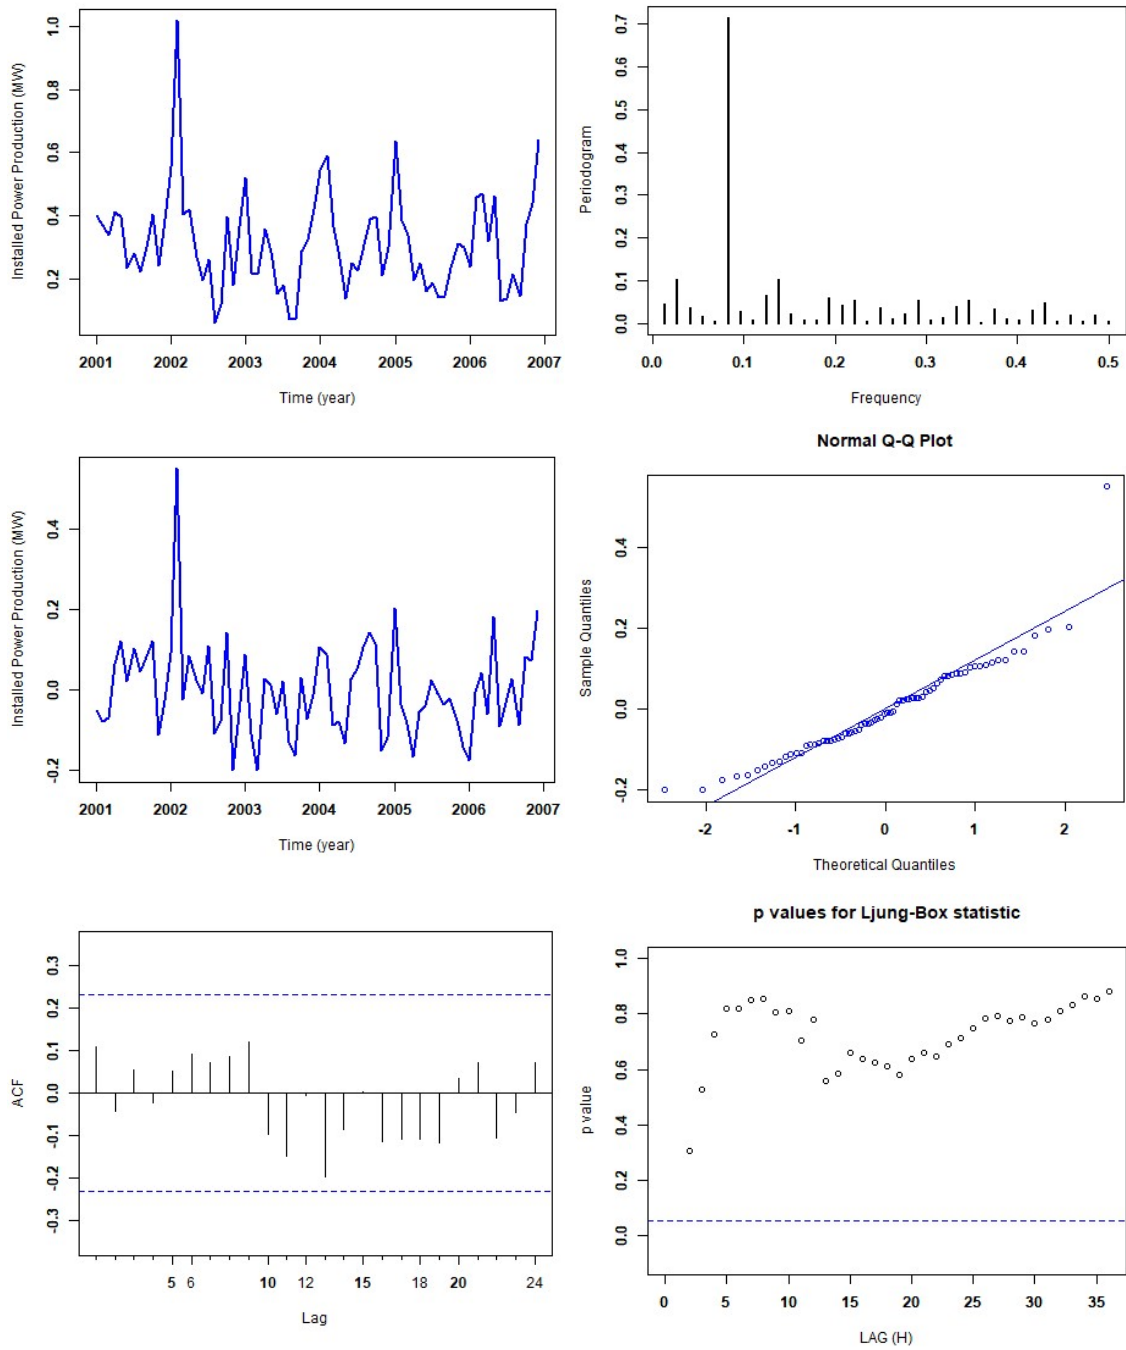 Installed Power Production (MW)
1.0
0.8
0.6
0.4
0.2
2001 2002 2003 2004 2005 2006 2007
Time (year)
Periodogram
0.7
0.6
0.5
0.4
0.3
0.2
0.1
0.0
0.0 0.1 0.2 0.3 0.4 0.5
Frequency
Installed Power Production (MW)
0.4
0.2
0.0
-0.2
2001 2002 2003 2004 2005 2006 2007
Time (year)
Normal Q-Q Plot
Sample Quantiles
0.4
0.2
0.0
-0.2
-2 -1 0 1 2
Theoretical Quantiles
ACF
0.3
0.2
0.1
0.0
-0.1
-0.2
-0.3
5 6 10 12 15 18 20 24
Lag
p values for Ljung-Box statistic
p value
1.0
0.8
0.6
0.4
0.2
0.0
0 5 10 15 20 25 30 35
LAG (H)